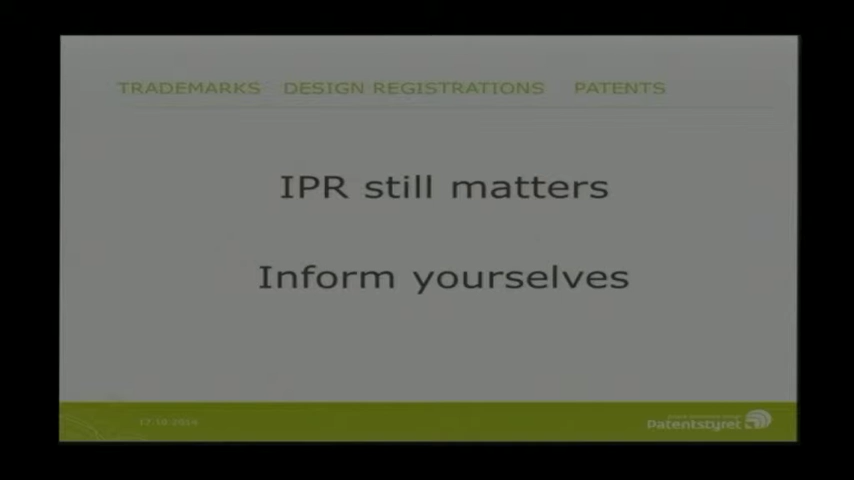 TRADEMARKS DESIGN REGISTRATIONS PATENTS
IPR still matters
Inform yourselves
17.10.2014
Patentstyret